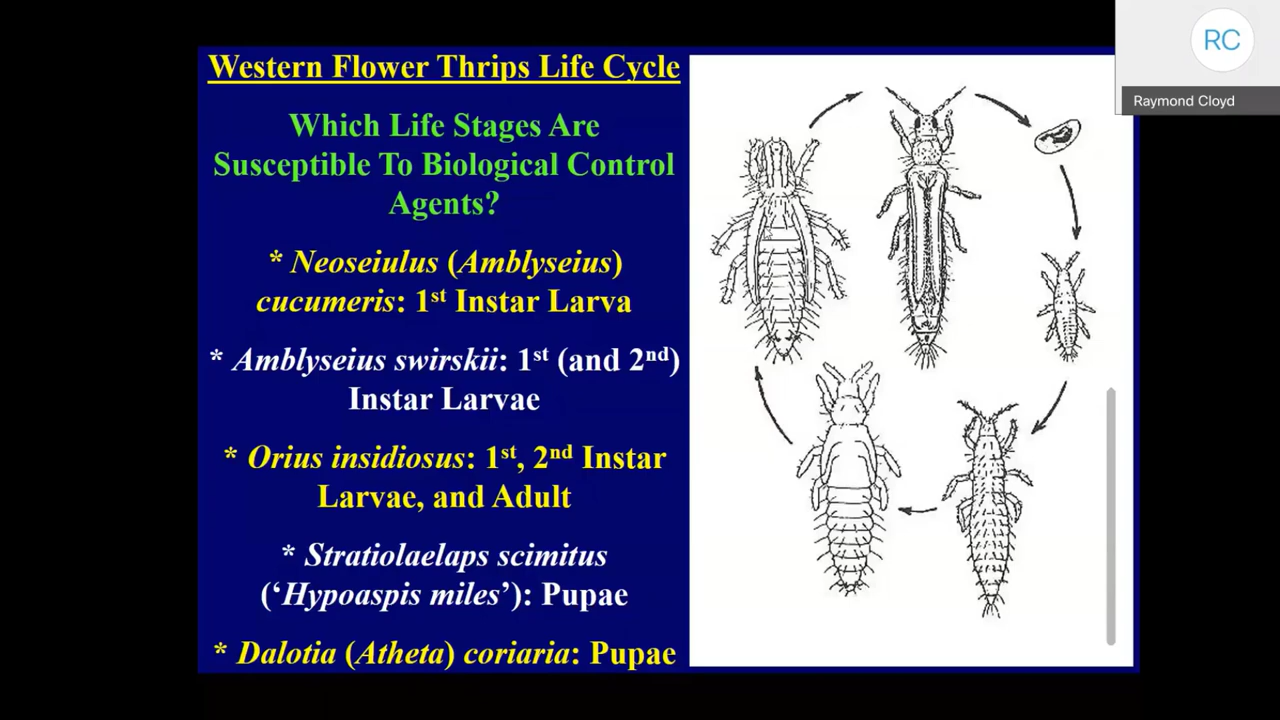 Western Flower Thrips Life Cycle
Which Life Stages Are
Susceptible To Biological Control
Agents?
* Neoseiulus (Amblyseius)
cucumeris: 1st Instar Larva
* Amblyseius swirskii: 1st (and 2nd)
Instar Larvae
* Orius insidiosus: 1st, 2nd Instar
Larvae, and Adult
* Stratiolaelaps scimitus
(‘Hypoaspis miles’): Pupae
* Dalotia (Atheta) coriaria: Pupae
RC
Raymond Cloyd